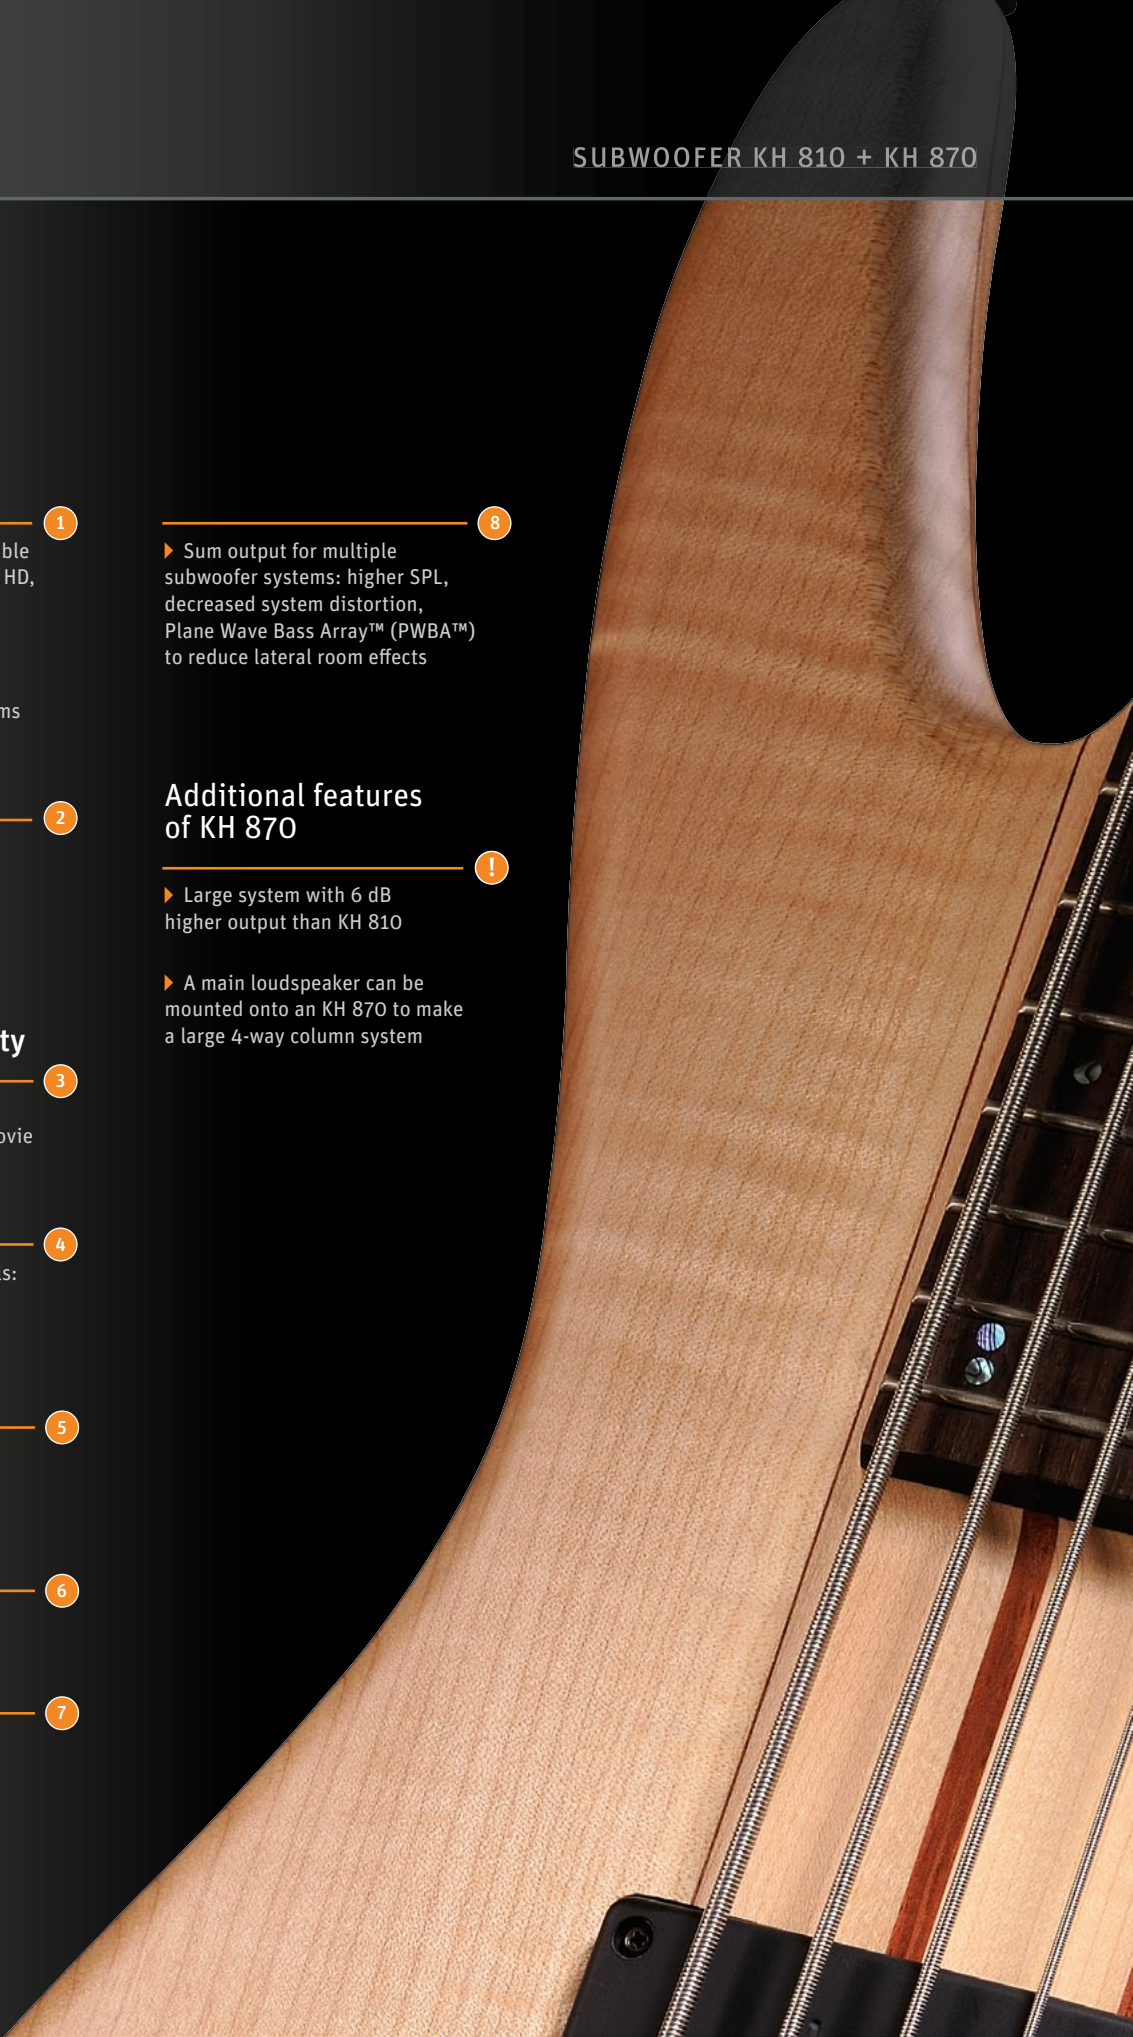 SUBWOOFER KH 810 + KH 870
1
ble
HD,
ms
2
ty
3
ovie
4
s:
5
6
7
8
Sum output for multiple
subwoofer systems: higher SPL,
decreased system distortion,
Plane Wave Bass Array™ (PWBA™)
to reduce lateral room effects
Additional features
of KH 870
!
Large system with 6 dB
higher output than KH 810
A main loudspeaker can be
mounted onto an KH 870 to make
a large 4-way column system